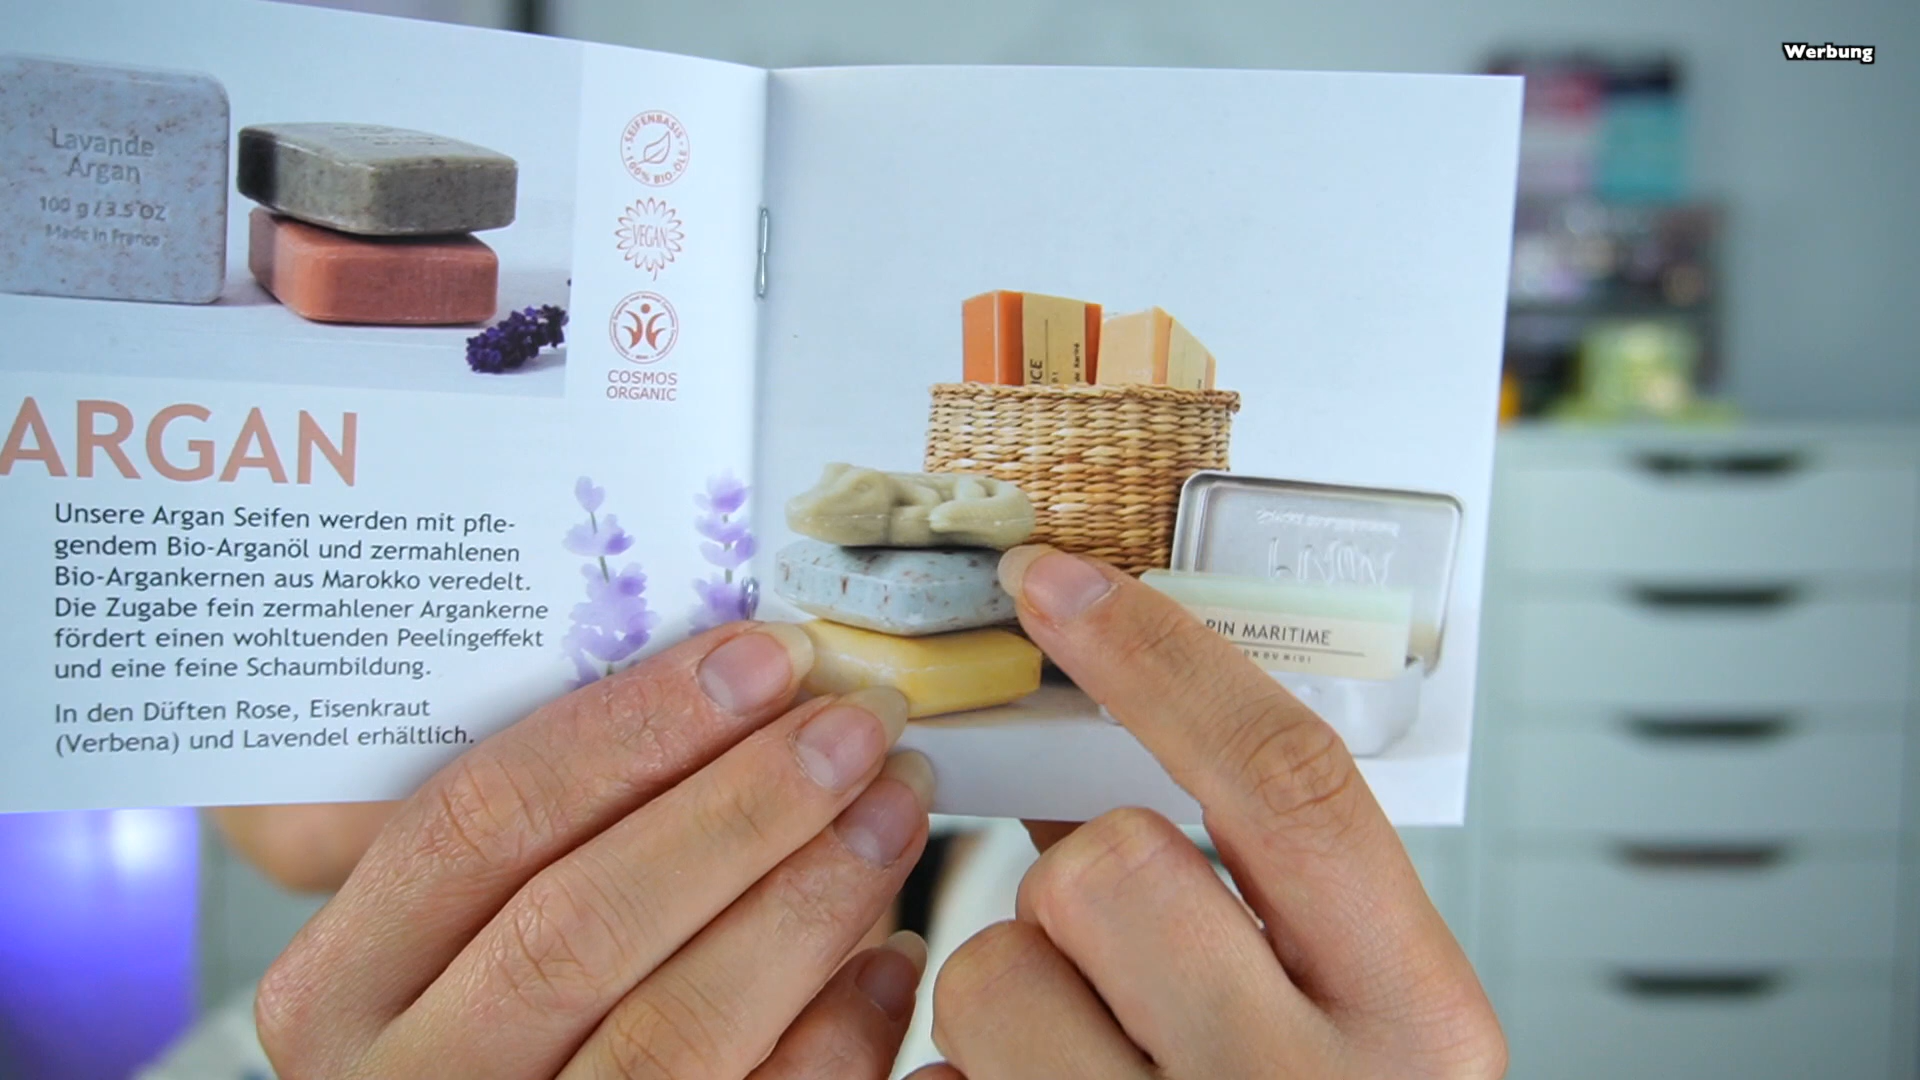 Werbung
Lavande
Argan
100 g / 3.5 OZ
Made in France
SEIFENBASIS
100% BIO-ÖLE
VEGAN
COSMOS
ORGANIC
ARGAN
Unsere Argan Seifen werden mit pfle-
gendem Bio-Arganöl und zermahlenen
Bio-Argankernen aus Marokko veredelt.
Die Zugabe fein zermahlener Argankerne
fördert einen wohltuenden Peelingeffekt
und eine feine Schaumbildung.
In den Düften Rose, Eisenkraut
(Verbena) und Lavendel erhältlich.
PIN MARITIME